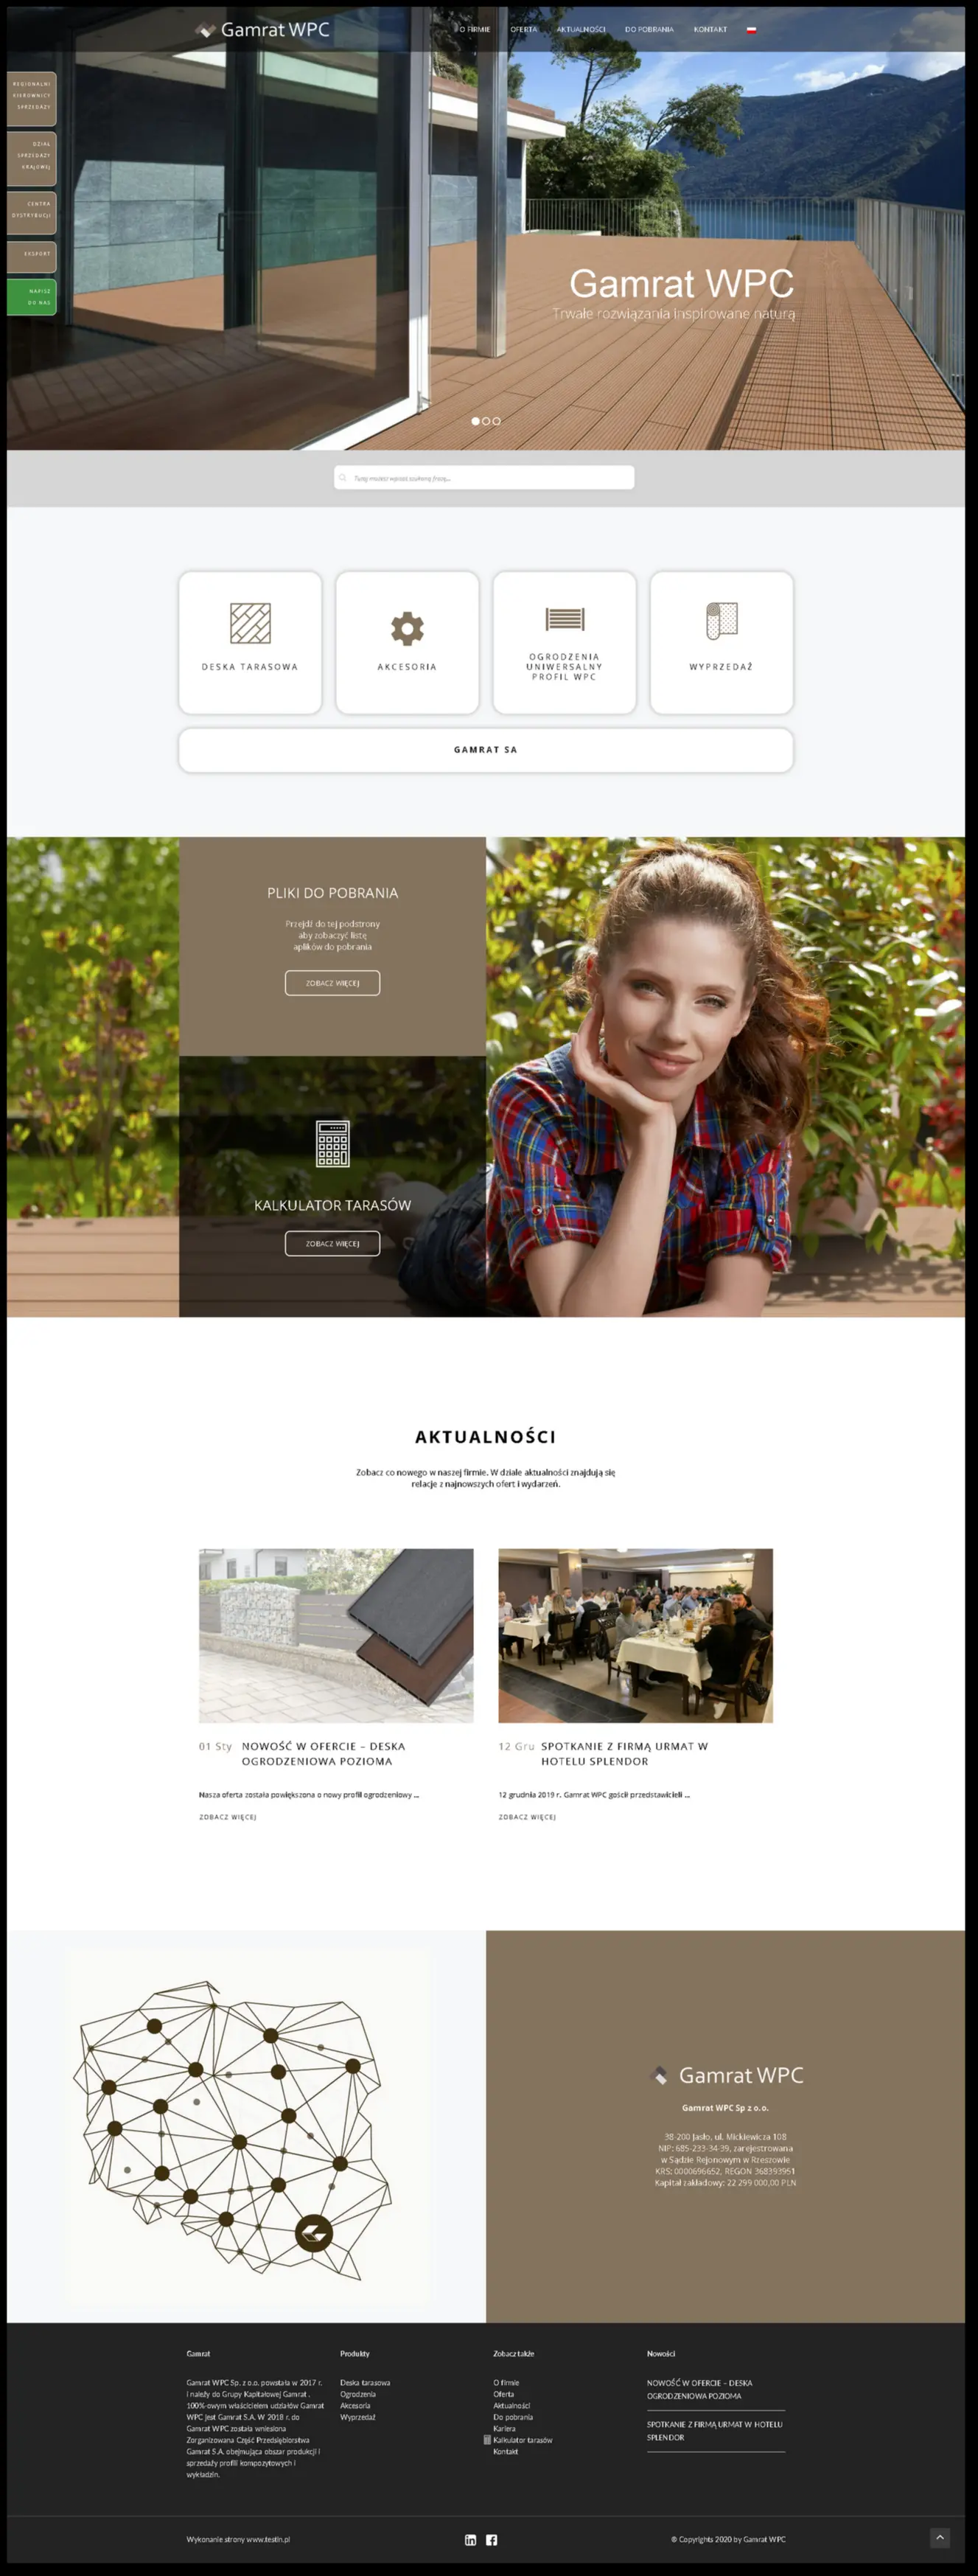 Gamrat WPC
O FIRMIE
OFERTA
AKTUALNOŚCI
DO POBRANIA
KONTAKT
REGIONALNI
KIEROWNICY
SPRZEDAŻY
DZIAŁ
SPRZEDAŻY
KRAJOWEJ
CENTRA
DYSTRYBUCJI
EKSPORT
NAPISZ
DO NAS
Gamrat WPC
Trwałe rozwiązania inspirowane naturą
Tutaj możesz wpisać szukaną frazę...
DESKA TARASOWA
AKCESORIA
OGRODZENIA
UNIWERSALNY
PROFIL WPC
WYPRZEDAŻ
GAMRAT SA
PLIKI DO POBRANIA
Przejdź do tej podstrony
aby zobaczyć listę
aplików do pobrania
ZOBACZ WIĘCEJ
KALKULATOR TARASÓW
ZOBACZ WIĘCEJ
AKTUALNOŚCI
Zobacz co nowego w naszej firmie. W dziale aktualności znajdują się
relacje z najnowszych ofert i wydarzeń.
01 Sty NOWOŚĆ W OFERCIE – DESKA
OGRODZENIOWA POZIOMA
Nasza oferta została powiększona o nowy profil ogrodzeniowy ...
ZOBACZ WIĘCEJ
12 Gru SPOTKANIE Z FIRMĄ URMAT W
HOTELU SPLENDOR
12 grudnia 2019 r. Gamrat WPC gościł przedstawicieli ...
ZOBACZ WIĘCEJ
Gamrat WPC
Gamrat WPC Sp z o.o.
38-200 Jasło, ul. Mickiewicza 108
NIP: 685-233-34-39, zarejestrowana
w Sądzie Rejonowym w Rzeszowie
KRS: 0000696652, REGON 368393951
Kapitał zakładowy: 22 299 000,00 PLN
Gamrat
Gamrat WPC Sp. z o.o. powstała w 2017 r.
i należy do Grupy Kapitałowej Gamrat .
100%-owym właścicielem udziałów Gamrat
WPC jest Gamrat S.A. W 2018 r. do
Gamrat WPC została wniesiona
Zorganizowana Część Przedsiębiorstwa
Gamrat S.A. obejmująca obszar produkcji i
sprzedaży profili kompozytowych i
wykładzin.
Produkty
Deska tarasowa
Ogrodzenia
Akcesoria
Wyprzedaż
Zobacz także
O firmie
Oferta
Aktualności
Do pobrania
Kariera
Kalkulator tarasów
Kontakt
Nowości
NOWOŚĆ W OFERCIE – DESKA
OGRODZENIOWA POZIOMA
SPOTKANIE Z FIRMĄ URMAT W HOTELU
SPLENDOR
Wykonanie strony www.testin.pl
© Copyrights 2020 by Gamrat WPC